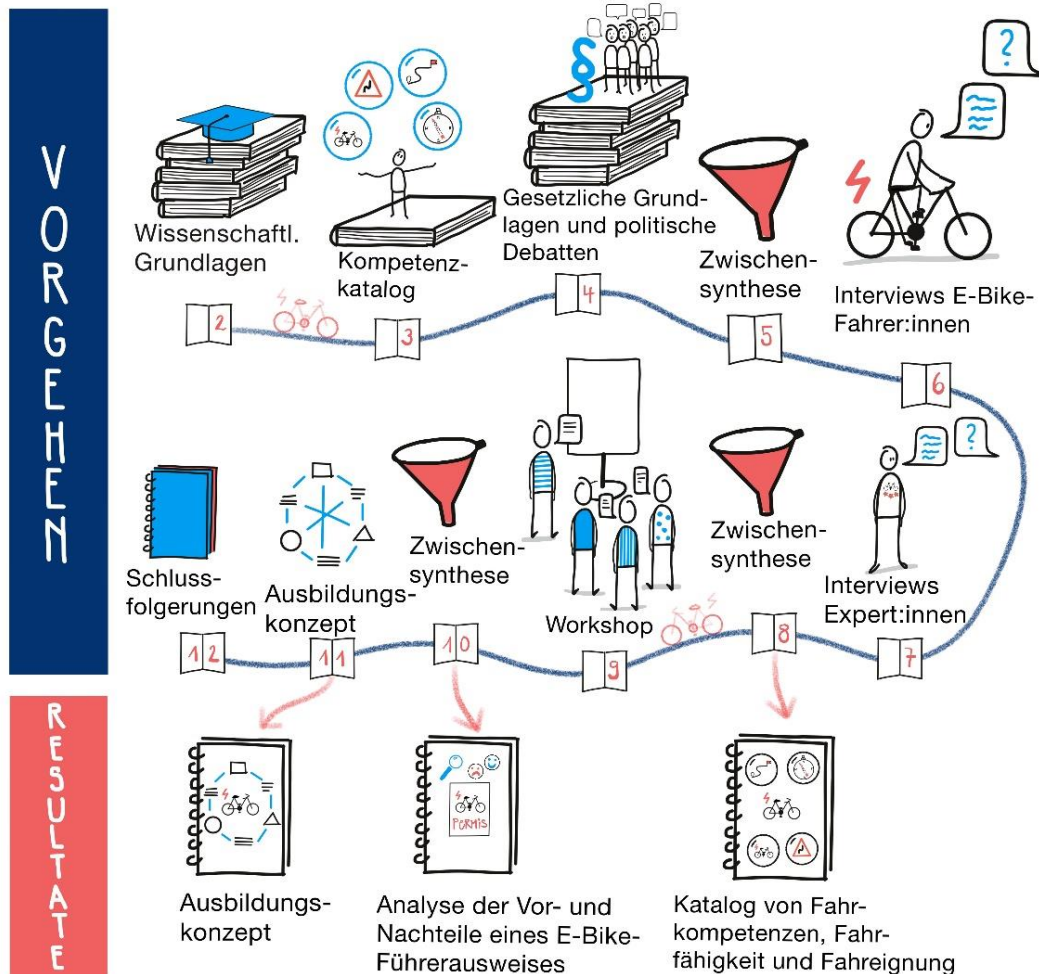 VORGEHEN
§
?
Wissenschaftl.
Grundlagen
Kompetenz-
katalog
Gesetzliche Grund-
lagen und politische
Debatten
Zwischen-
synthese
Interviews E-Bike-
Fahrer:innen
2
3
4
5
6
?
Schluss-
folgerungen
Ausbildungs-
konzept
Zwischen-
synthese
Workshop
Zwischen-
synthese
Interviews
Expert:innen
12
11
10
9
8
7
RESULTATE
PERMIS
Ausbildungs-
konzept
Analyse der Vor- und
Nachteile eines E-Bike-
Führerausweises
Katalog von Fahr-
kompetenzen, Fahr-
fähigkeit und Fahreignung